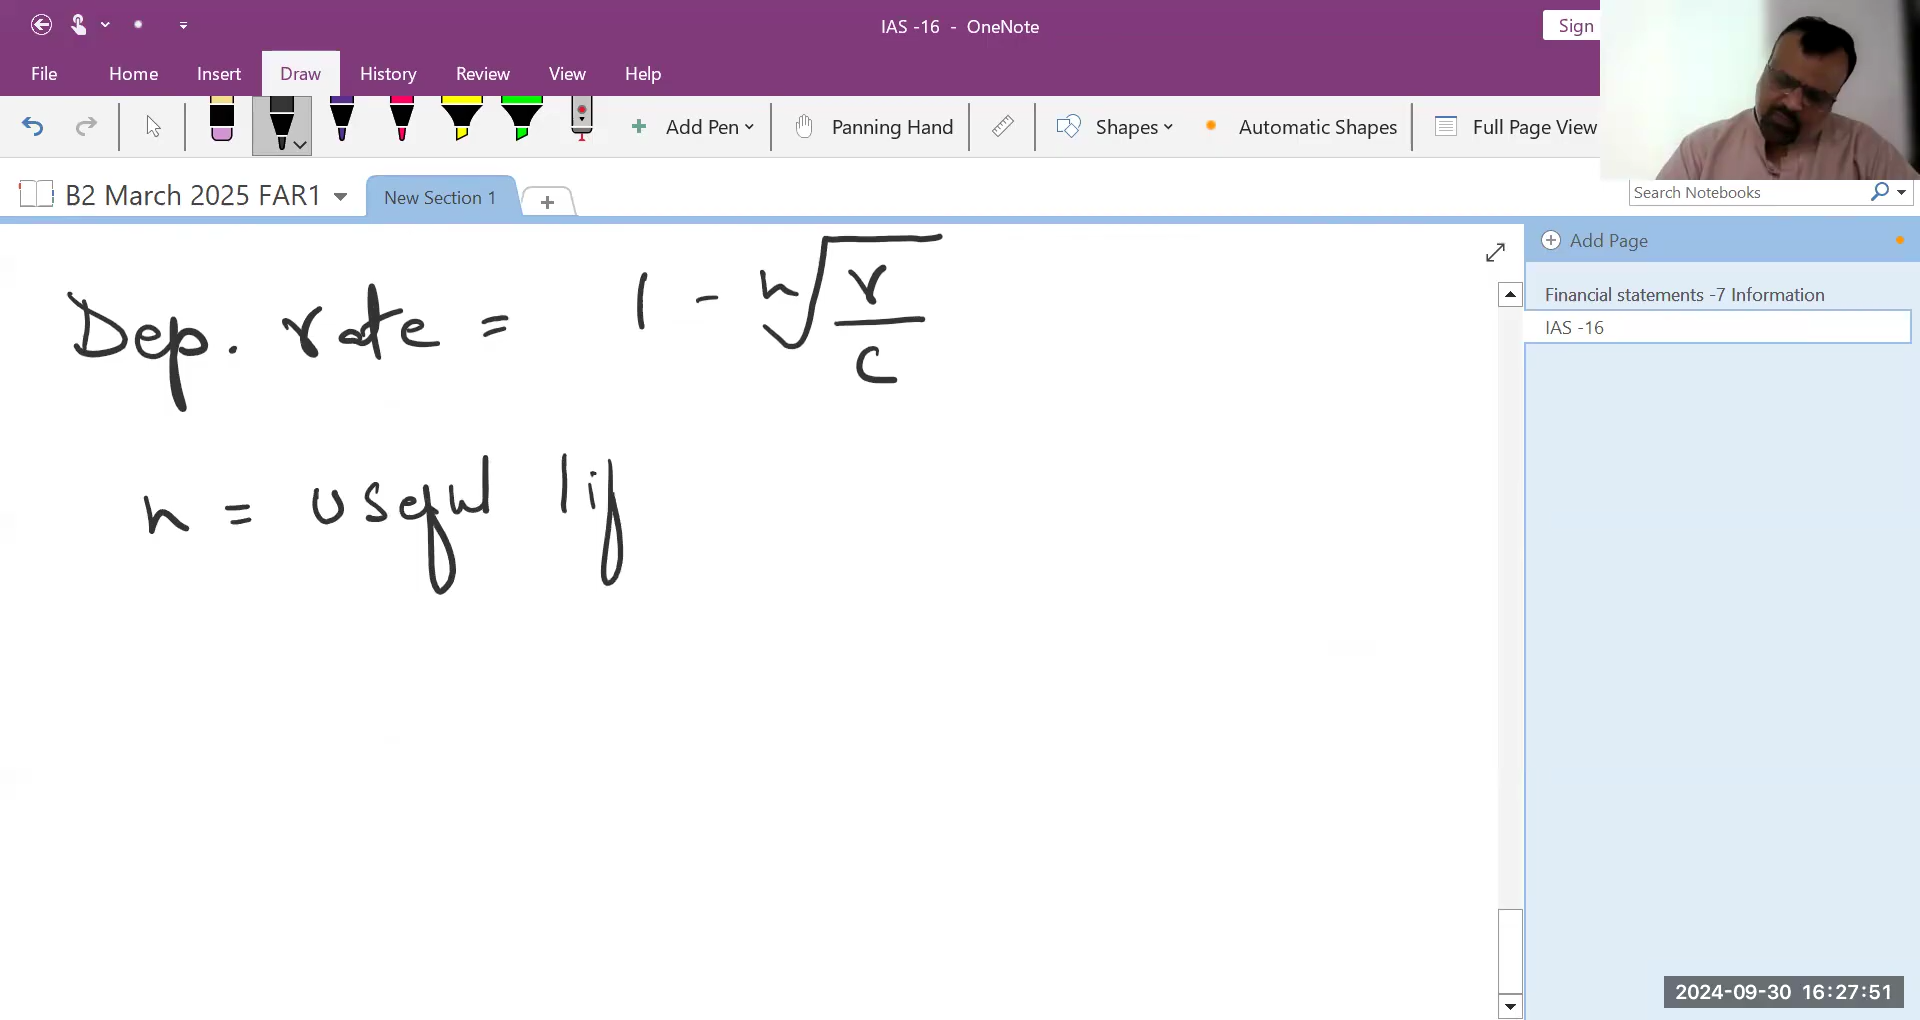 IAS -16 - OneNote
Sign
File Home Insert Draw History Review View Help
Add Pen Panning Hand Shapes Automatic Shapes Full Page View
B2 March 2025 FAR1 New Section 1
Search Notebooks
Add Page
Financial statements -7 Information
IAS -16
Dep. rate = 1 - ⁿ√(r/c)
n = useful lif
2024-09-30 16:27:51